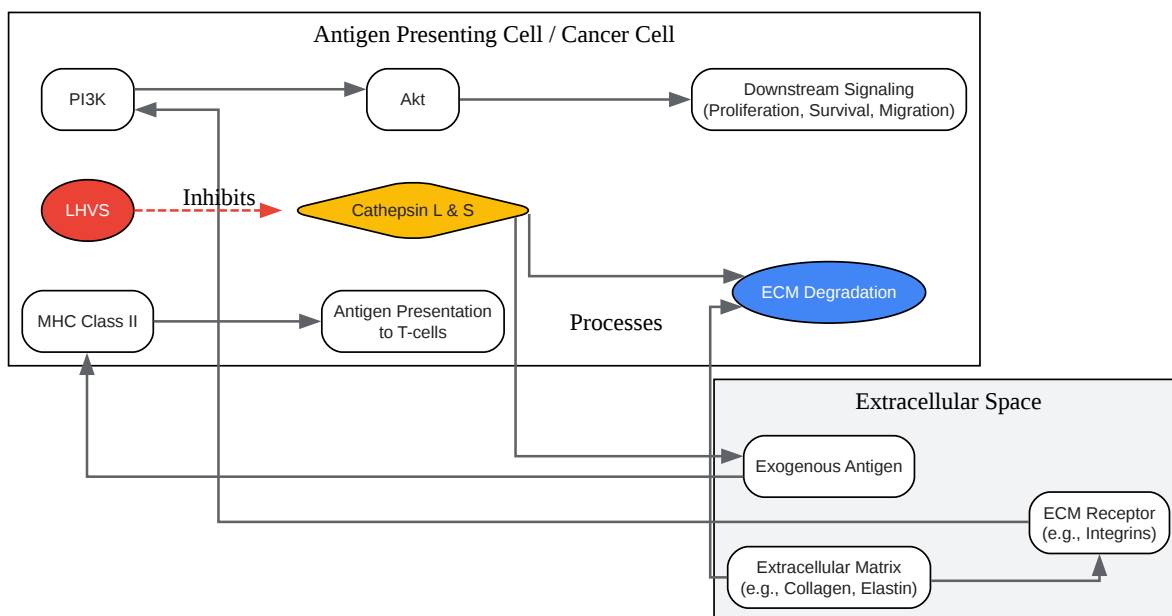 Antigen Presenting Cell / Cancer Cell
PI3K
Akt
Downstream Signaling
(Proliferation, Survival, Migration)
LHVS
Inhibits
Cathepsin L & S
ECM Degradation
MHC Class II
Antigen Presentation
to T-cells
Processes
Extracellular Space
Exogenous Antigen
ECM Receptor
(e.g., Integrins)
Extracellular Matrix
(e.g., Collagen, Elastin)